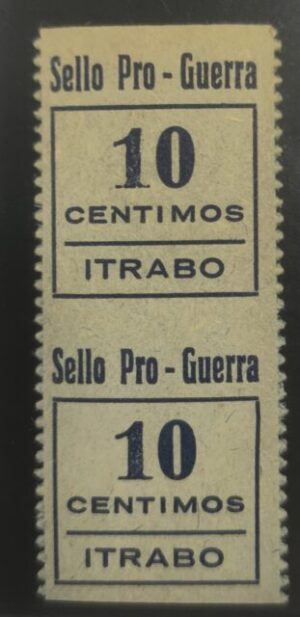 Sello Pro - Guerra
10
CENTIMOS
ITRABO
Sello Pro - Guerra
10
CENTIMOS
ITRABO